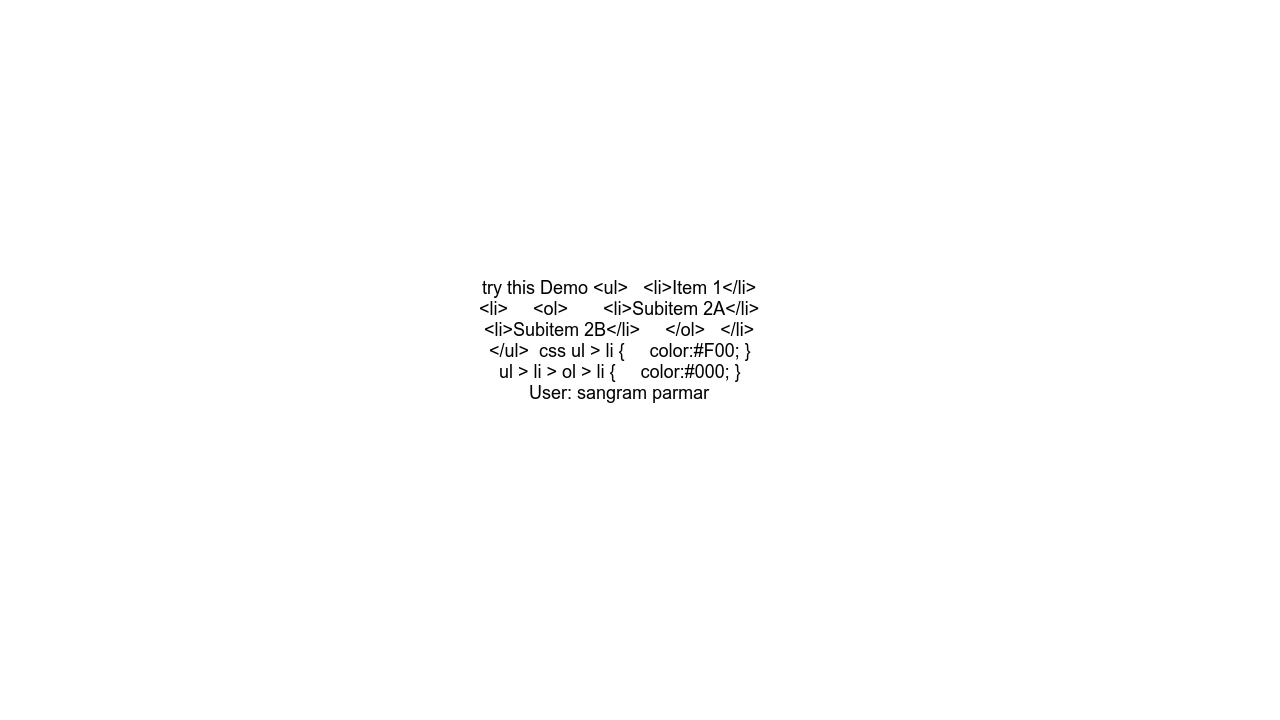 try this Demo <ul>   <li>Item 1</li>
<li>     <ol>       <li>Subitem 2A</li>
<li>Subitem 2B</li>     </ol>   </li>
</ul>  css ul > li {     color:#F00; }
ul > li > ol > li {     color:#000; }
User: sangram parmar